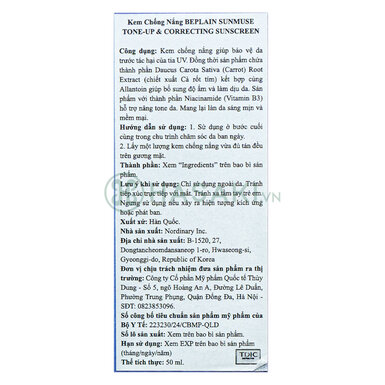 Kem Chống Nắng BEPLAIN SUNMUSE
TONE-UP & CORRECTING SUNSCREEN
Công dụng: Kem chống nắng giúp bảo vệ da
trước tác hại của tia UV. Đồng thời sản phẩm chứa
thành phần Daucus Carota Sativa (Carrot) Root
Extract (chiết xuất Cà rốt tím) kết hợp cùng
Allantoin giúp bổ sung độ ẩm và làm dịu da. Sản
phẩm với thành phần Niacinamide (Vitamin B3)
hỗ trợ nâng tone da. Mang lại làn da sáng mịn hơn.
Hướng dẫn sử dụng: 1. Sử dụng ở bước cuối
cùng trong chu trình chăm sóc da ban ngày.
2. Lấy một lượng kem chống nắng vừa đủ tán đều
trên gương mặt.
Thành phần: Xem "Ingredients" trên bao bì sản
phẩm.
Lưu ý khi sử dụng: Chỉ sử dụng ngoài da. Tránh
tiếp xúc trực tiếp với mắt. Tránh xa tầm tay trẻ em.
Ngưng sử dụng nếu xảy ra hiện tượng kích ứng
hoặc phát ban.
Xuất xứ: Hàn Quốc.
Nhà sản xuất: Nordinary Inc.
Địa chỉ nhà sản xuất: B-1520, 27,
Dongtancheomdansaneop 1-ro, Hwaseong-si,
Gyeonggi-do, Republic of Korea
Đơn vị chịu trách nhiệm đưa sản phẩm ra thị
trường: Công ty Cổ phần Mỹ phẩm Quốc tế Thùy
Dung - Số 5, ngõ Hoàng An A, Đường Lê Duẩn,
Phường Trung Phụng, Quận Đống Đa, Hà Nội -
SĐT: 0823853096.
Số công bố tiêu chuẩn sản phẩm mỹ phẩm của
Bộ Y Tế: 223230/24/CBMP-QLD
Số lô sản xuất: Xem trên bao bì sản phẩm.
Hạn sử dụng: Xem EXP trên bao bì sản phẩm
(tháng/ngày/năm)
Thể tích thực: 50 ml.